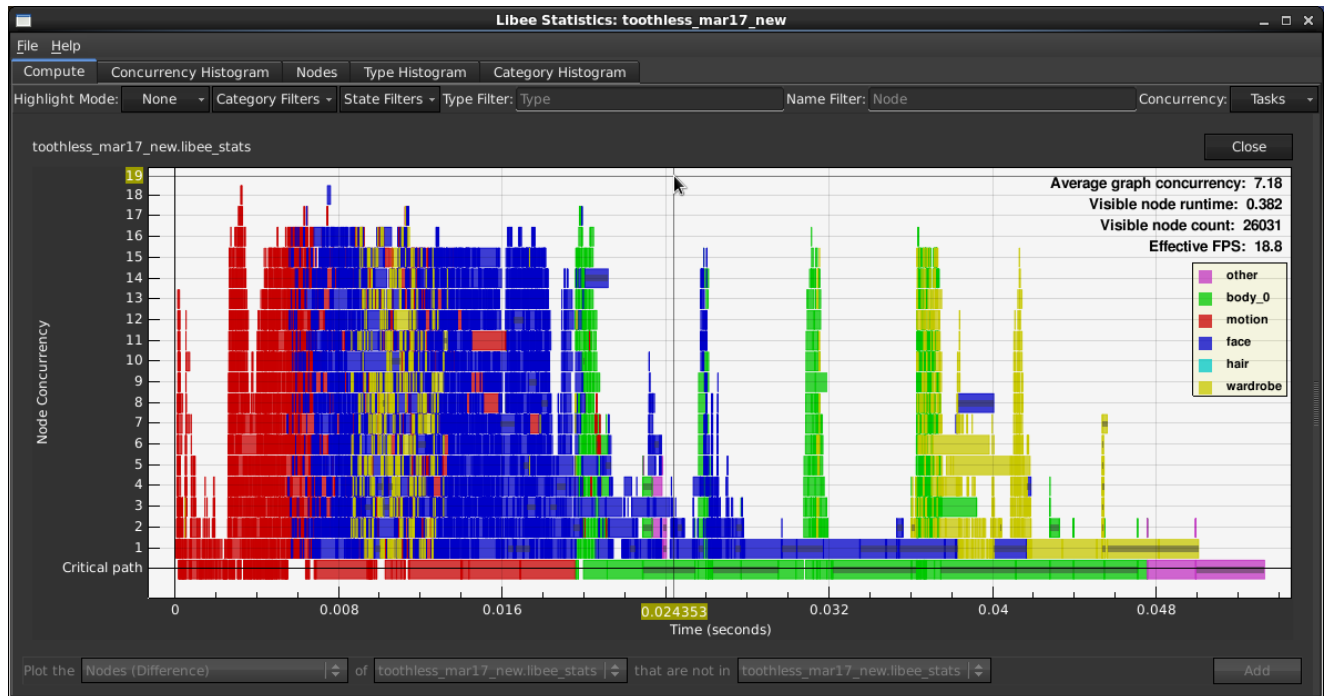 Libee Statistics: toothless_mar17_new
File Help
Compute Concurrency Histogram Nodes Type Histogram Category Histogram
Highlight Mode: None Category Filters State Filters Type Filter: Type Name Filter: Node Concurrency: Tasks
toothless_mar17_new.libee_stats Close
Average graph concurrency: 7.18
Visible node runtime: 0.382
Visible node count: 26031
Effective FPS: 18.8
other
body_0
motion
face
hair
wardrobe
Node Concurrency
19
18
17
16
15
14
13
12
11
10
9
8
7
6
5
4
3
2
1
Critical path
0 0.008 0.016 0.024353 0.032 0.04 0.048
Time (seconds)
Plot the Nodes (Difference) of toothless_mar17_new.libee_stats that are not in toothless_mar17_new.libee_stats Add